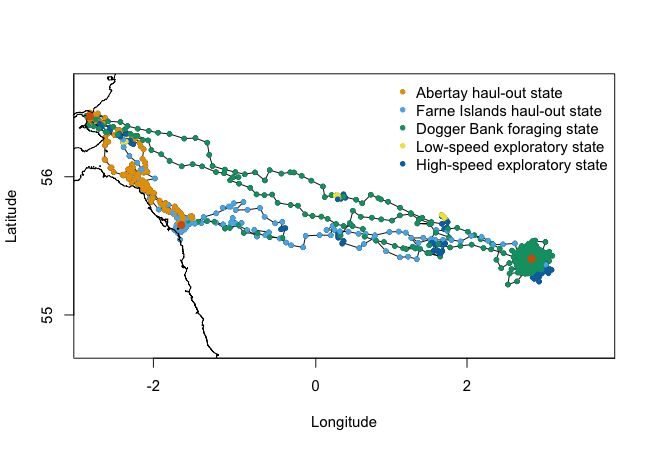 Abertay haul-out state
Farne Islands haul-out state
Dogger Bank foraging state
Low-speed exploratory state
High-speed exploratory state
Latitude
56
55
-2
0
2
Longitude